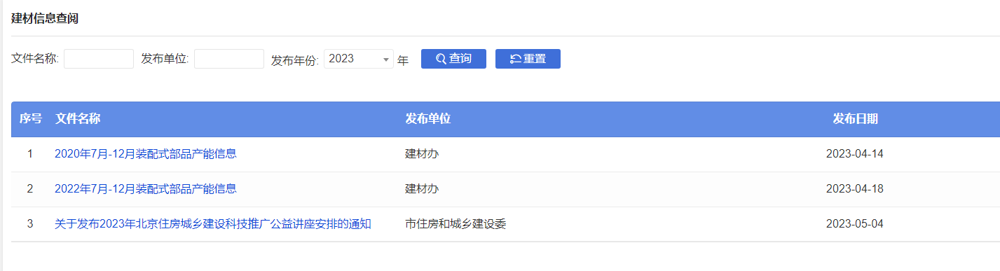 建材信息查阅
文件名称: 发布单位: 发布年份: 2023 年 查询 重置
序号 文件名称 发布单位 发布日期
1 2020年7月-12月装配式部品产能信息 建材办 2023-04-14
2 2022年7月-12月装配式部品产能信息 建材办 2023-04-18
3 关于发布2023年北京住房城乡建设科技推广公益讲座安排的通知 市住房和城乡建设委 2023-05-04